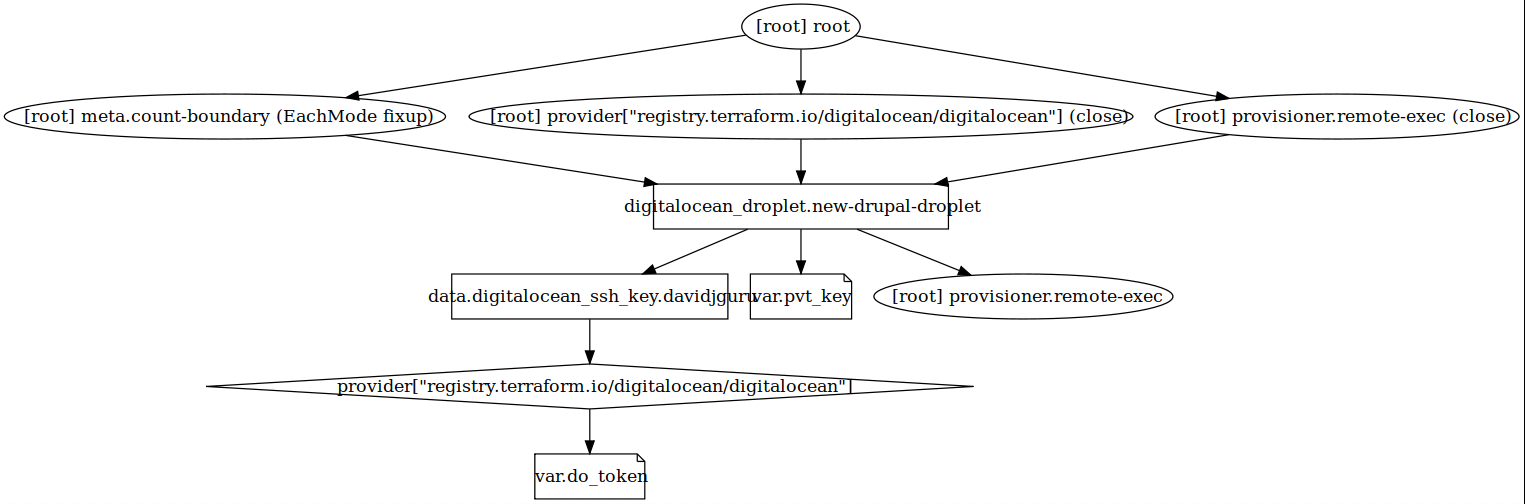 [root] root
[root] meta.count-boundary (EachMode fixup)
[root] provider["registry.terraform.io/digitalocean/digitalocean"] (close)
[root] provisioner.remote-exec (close)
digitalocean_droplet.new-drupal-droplet
data.digitalocean_ssh_key.davidjguru
var.pvt_key
[root] provisioner.remote-exec
provider["registry.terraform.io/digitalocean/digitalocean"]
var.do_token